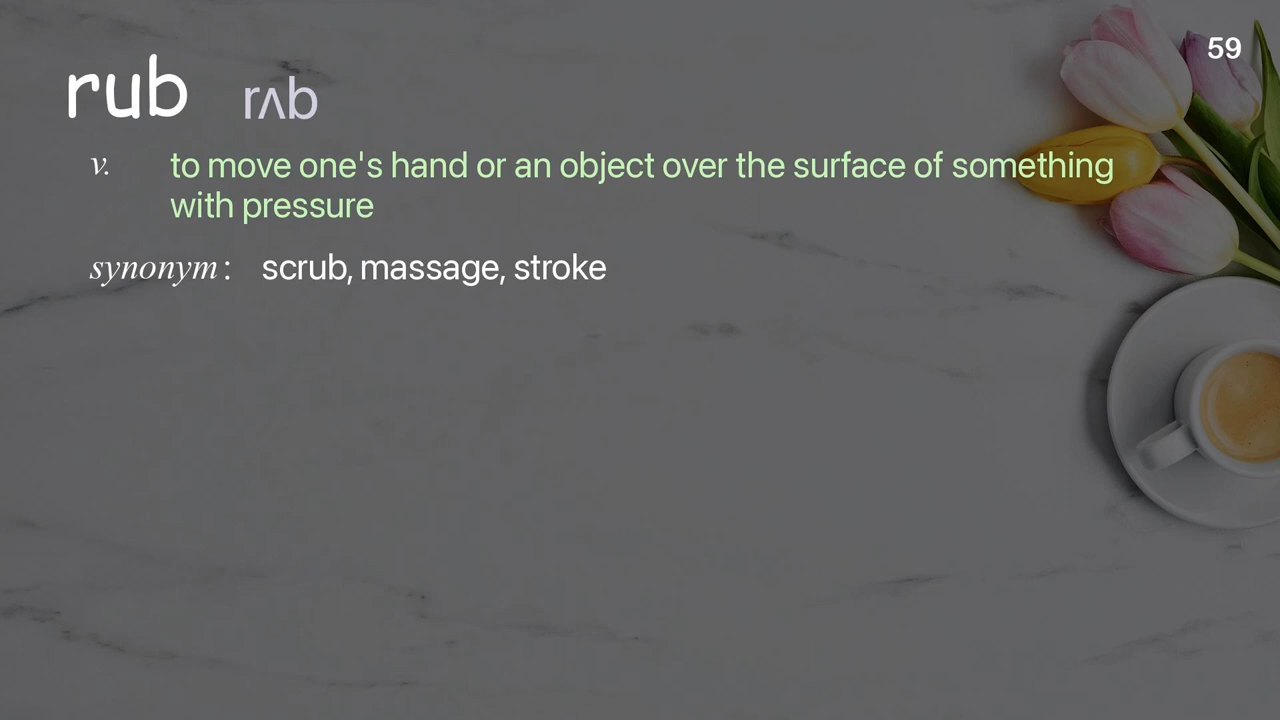 59
rub rʌb
v. to move one's hand or an object over the surface of something
with pressure
synonym: scrub, massage, stroke